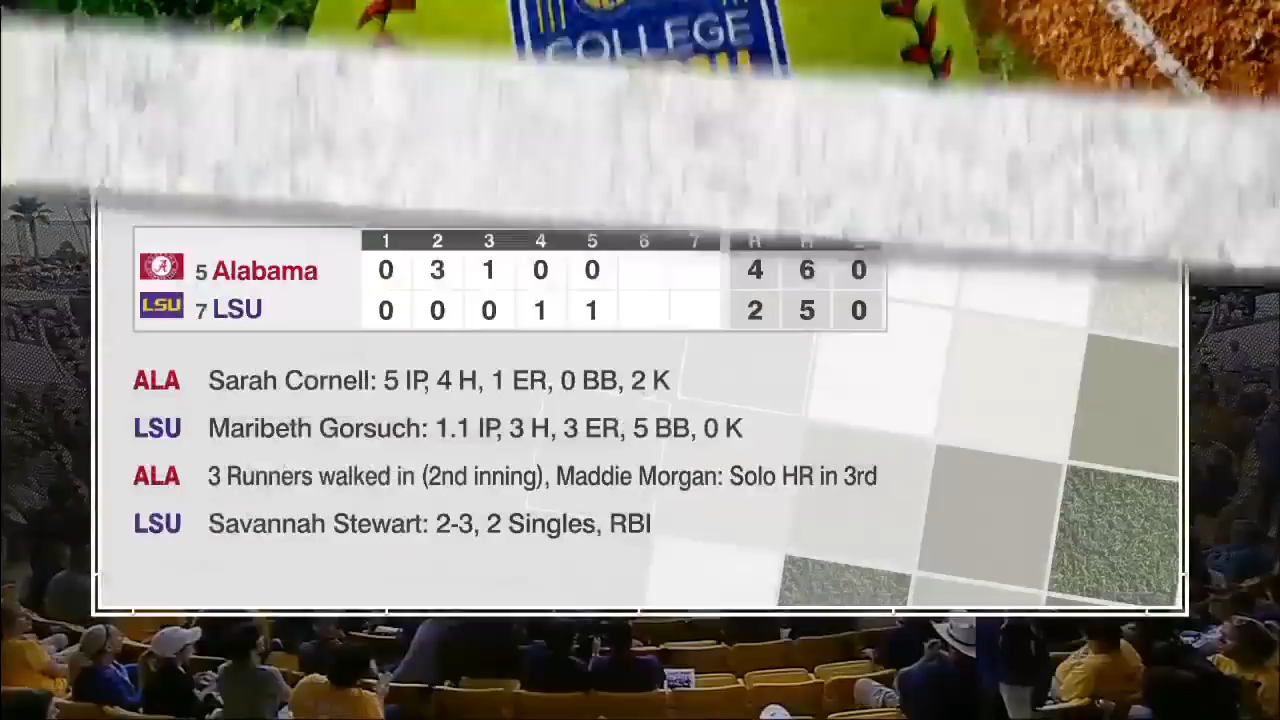 COLLEGE
1 2 3 4 5 6 7 R H
5 Alabama 0 3 1 0 0 4 6 0
LSU 7 LSU 0 0 0 1 1 2 5 0
ALA Sarah Cornell: 5 IP, 4 H, 1 ER, 0 BB, 2 K
LSU Maribeth Gorsuch: 1.1 IP, 3 H, 3 ER, 5 BB, 0 K
ALA 3 Runners walked in (2nd inning), Maddie Morgan: Solo HR in 3rd
LSU Savannah Stewart: 2-3, 2 Singles, RBI